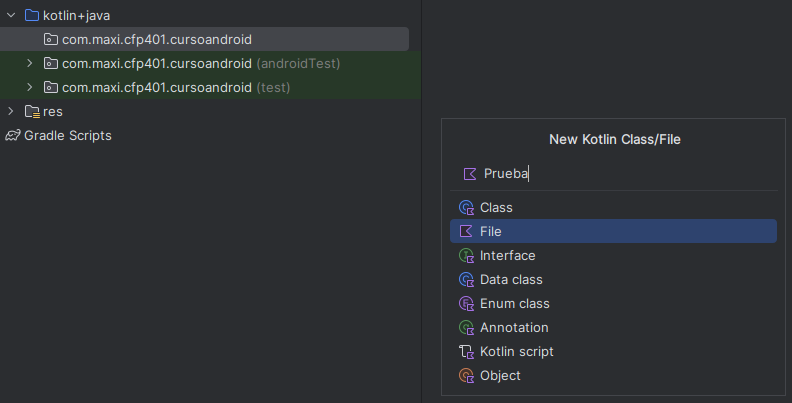 kotlin+java
com.maxi.cfp401.cursoandroid
com.maxi.cfp401.cursoandroid (androidTest)
com.maxi.cfp401.cursoandroid (test)
res
Gradle Scripts
New Kotlin Class/File
Prueba
Class
File
Interface
Data class
Enum class
Annotation
Kotlin script
Object